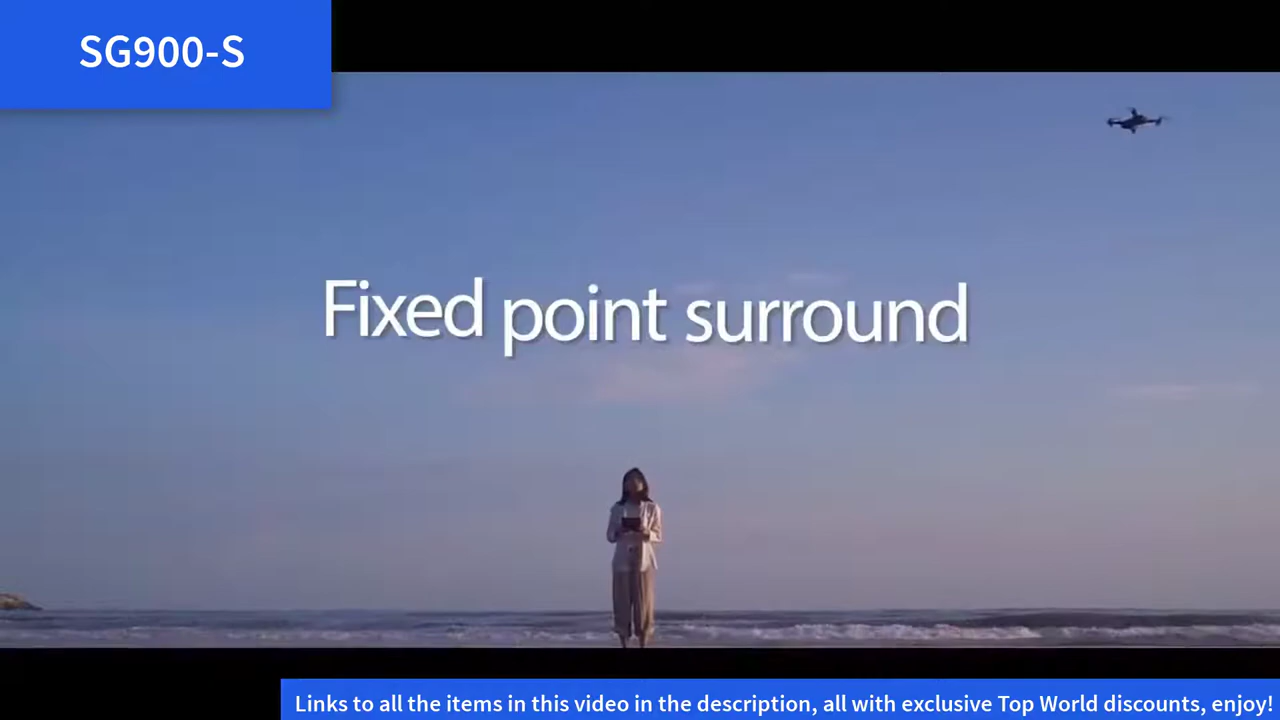 SG900-S
Fixed point surround
Links to all the items in this video in the description, all with exclusive Top World discounts, enjoy!